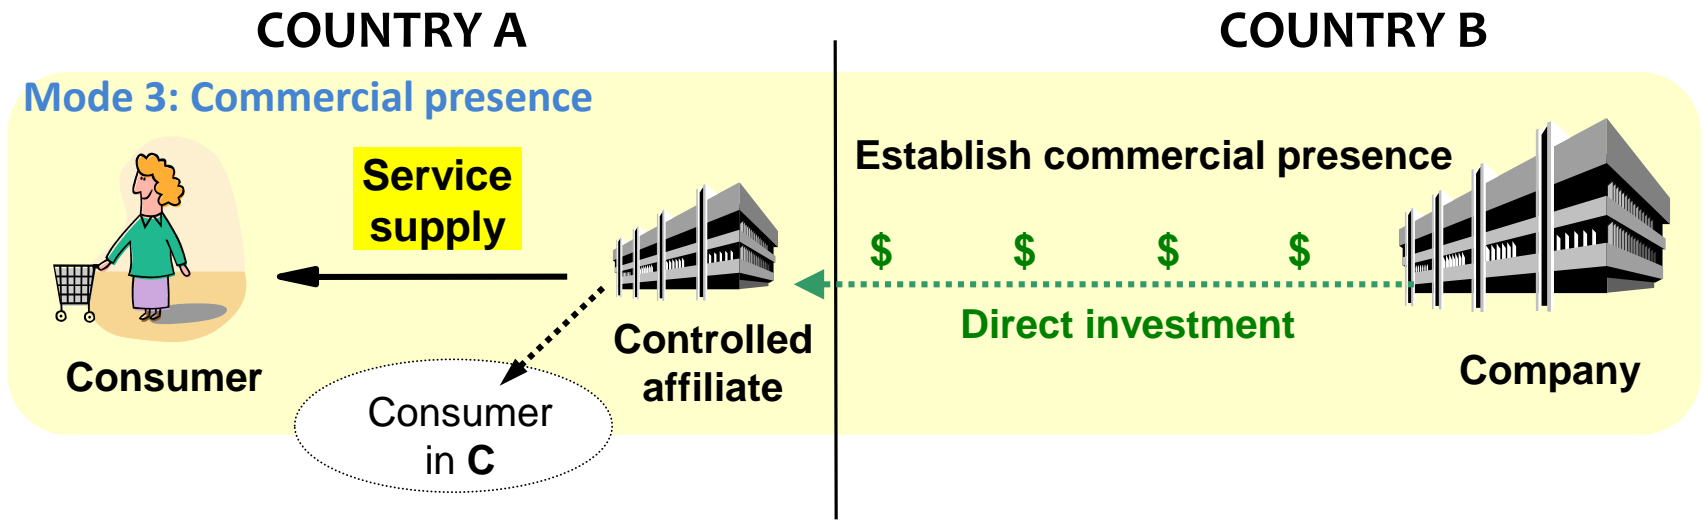 COUNTRY A
COUNTRY B
Mode 3: Commercial presence
Service
supply
Establish commercial presence
$ $ $ $
Direct investment
Controlled
affiliate
Consumer
Company
Consumer
in C